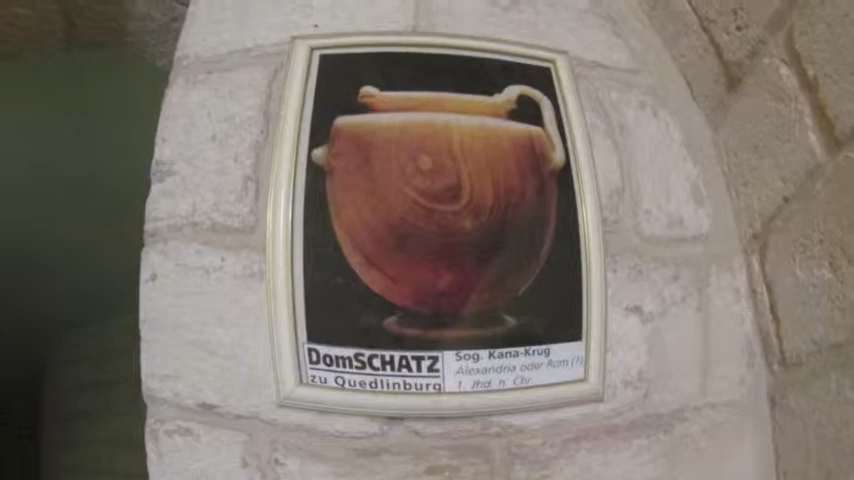 DomSCHATZ
zu Quedlinburg
Sog. Kana-Krug
Alexandria oder Rom (?)
1. Jhd. n. Chr.